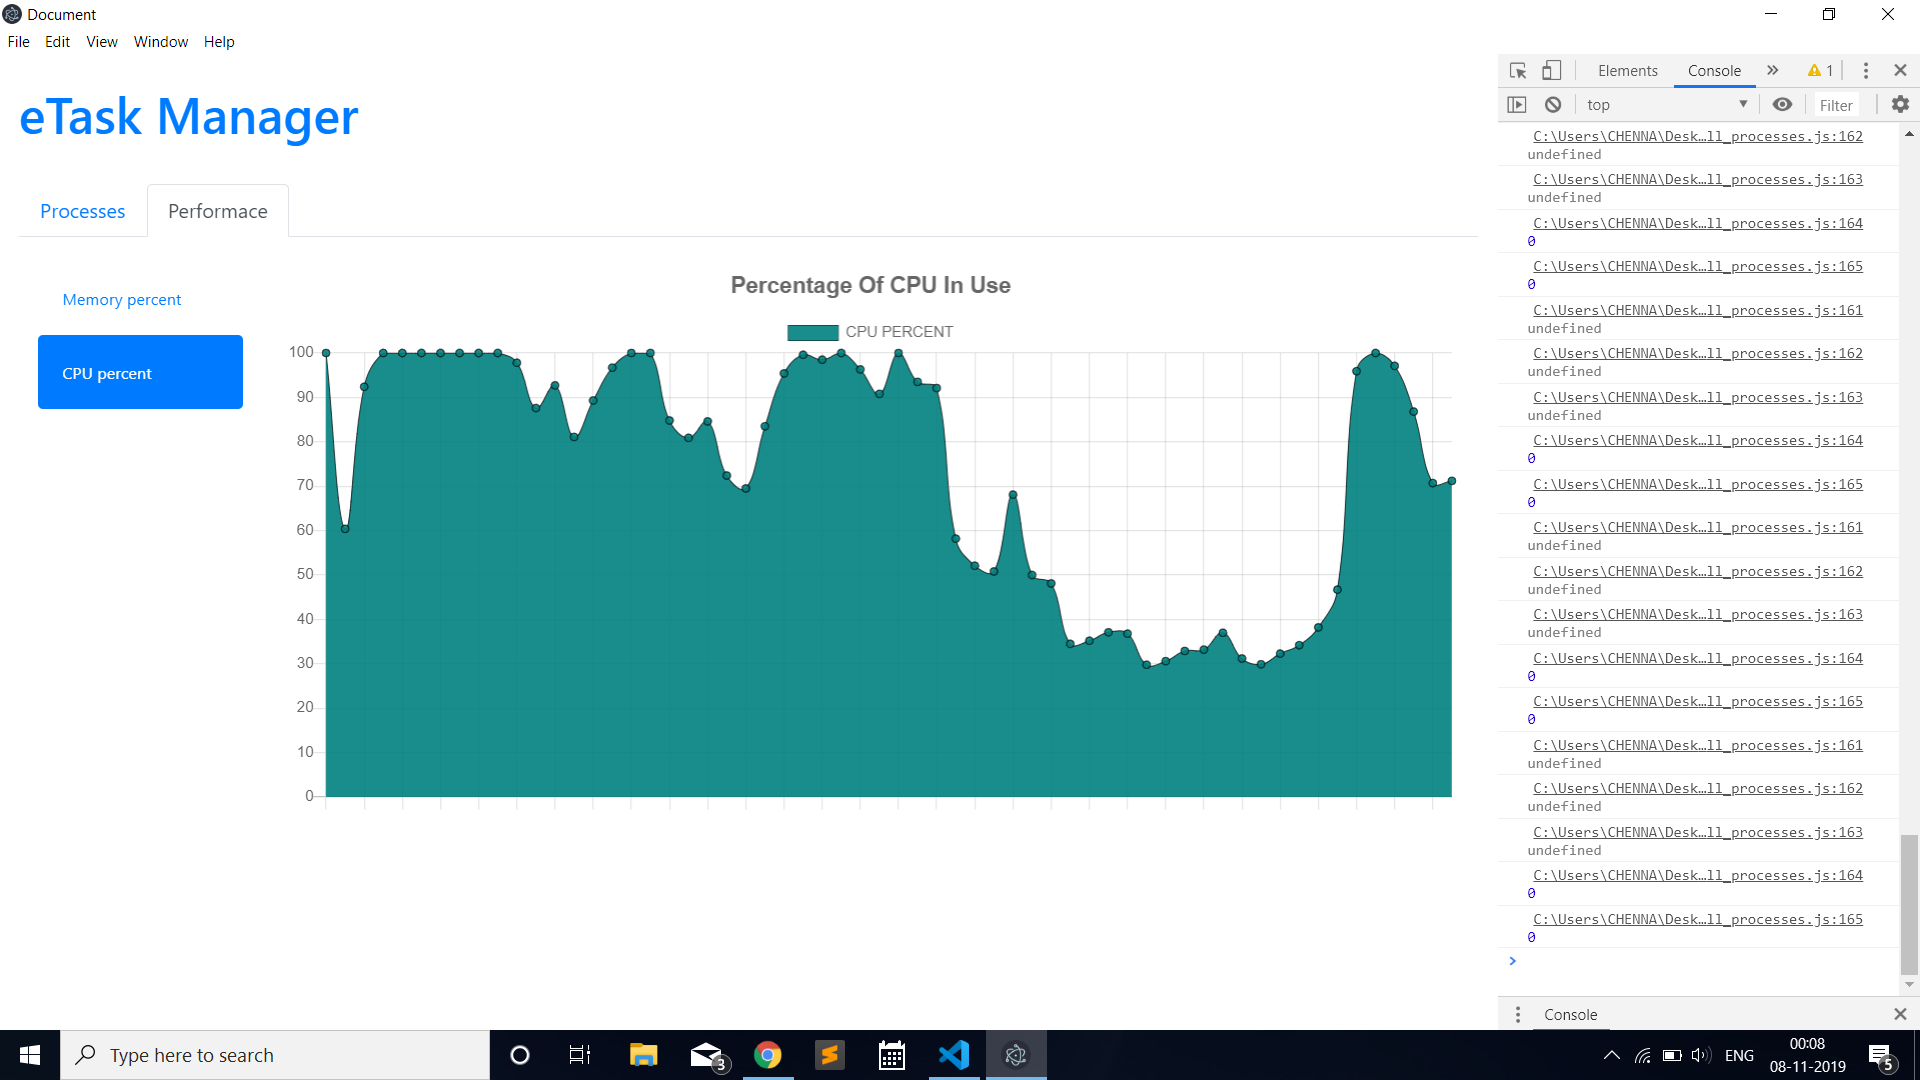 Document
File Edit View Window Help
eTask Manager
Processes Performace
Memory percent
CPU percent
Percentage Of CPU In Use
CPU PERCENT
100
90
80
70
60
50
40
30
20
10
0
Elements Console » 1
top Filter
C:\Users\CHENNA\Desk…ll_processes.js:162
undefined
C:\Users\CHENNA\Desk…ll_processes.js:163
undefined
C:\Users\CHENNA\Desk…ll_processes.js:164
0
C:\Users\CHENNA\Desk…ll_processes.js:165
0
C:\Users\CHENNA\Desk…ll_processes.js:161
undefined
C:\Users\CHENNA\Desk…ll_processes.js:162
undefined
C:\Users\CHENNA\Desk…ll_processes.js:163
undefined
C:\Users\CHENNA\Desk…ll_processes.js:164
0
C:\Users\CHENNA\Desk…ll_processes.js:165
0
C:\Users\CHENNA\Desk…ll_processes.js:161
undefined
C:\Users\CHENNA\Desk…ll_processes.js:162
undefined
C:\Users\CHENNA\Desk…ll_processes.js:163
undefined
C:\Users\CHENNA\Desk…ll_processes.js:164
0
C:\Users\CHENNA\Desk…ll_processes.js:165
0
C:\Users\CHENNA\Desk…ll_processes.js:161
undefined
C:\Users\CHENNA\Desk…ll_processes.js:162
undefined
C:\Users\CHENNA\Desk…ll_processes.js:163
undefined
C:\Users\CHENNA\Desk…ll_processes.js:164
0
C:\Users\CHENNA\Desk…ll_processes.js:165
0
Console
Type here to search
3
ENG
00:08
08-11-2019
5